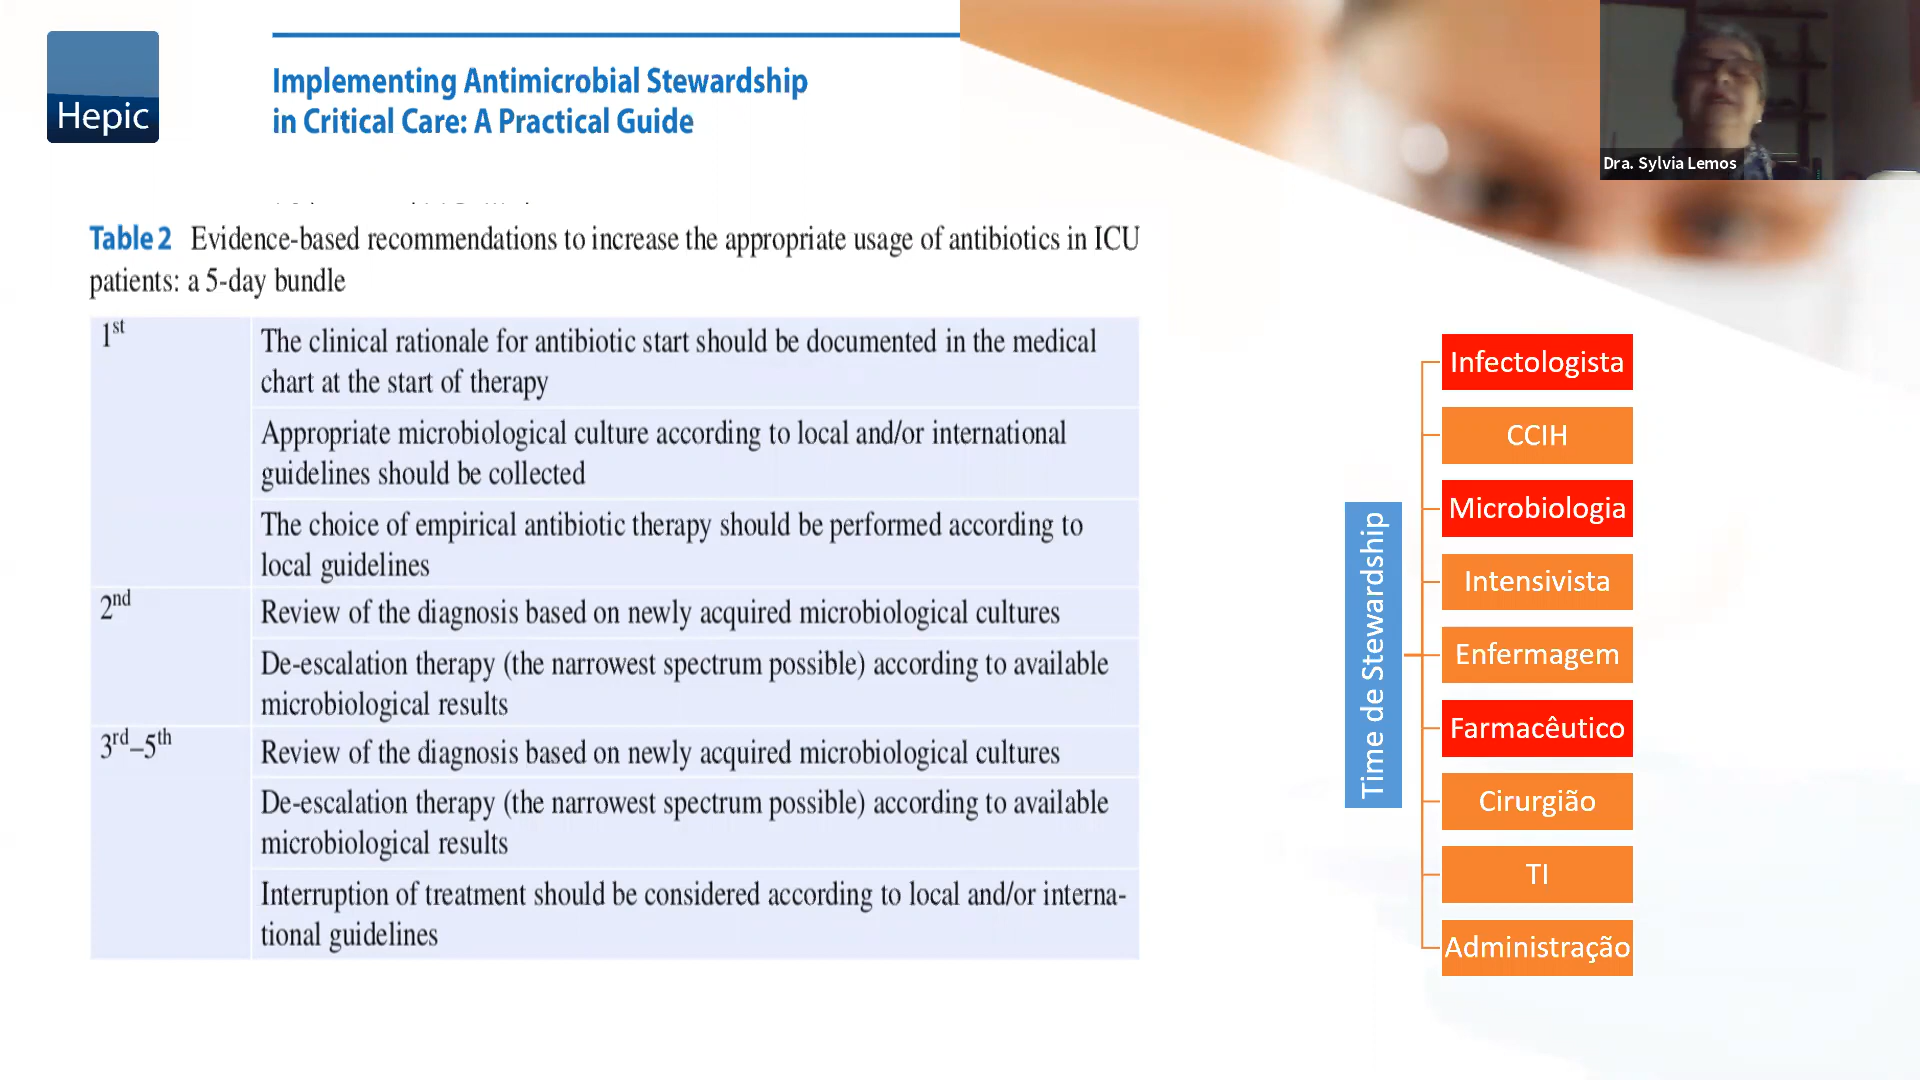 Hepic
Implementing Antimicrobial Stewardship
in Critical Care: A Practical Guide
Dra. Sylvia Lemos
Table 2 Evidence-based recommendations to increase the appropriate usage of antibiotics in ICU
patients: a 5-day bundle
1st
The clinical rationale for antibiotic start should be documented in the medical
chart at the start of therapy
Appropriate microbiological culture according to local and/or international
guidelines should be collected
The choice of empirical antibiotic therapy should be performed according to
local guidelines
2nd
Review of the diagnosis based on newly acquired microbiological cultures
De-escalation therapy (the narrowest spectrum possible) according to available
microbiological results
3rd–5th
Review of the diagnosis based on newly acquired microbiological cultures
De-escalation therapy (the narrowest spectrum possible) according to available
microbiological results
Interruption of treatment should be considered according to local and/or interna-
tional guidelines
Time de Stewardship
Infectologista
CCIH
Microbiologia
Intensivista
Enfermagem
Farmacêutico
Cirurgião
TI
Administração